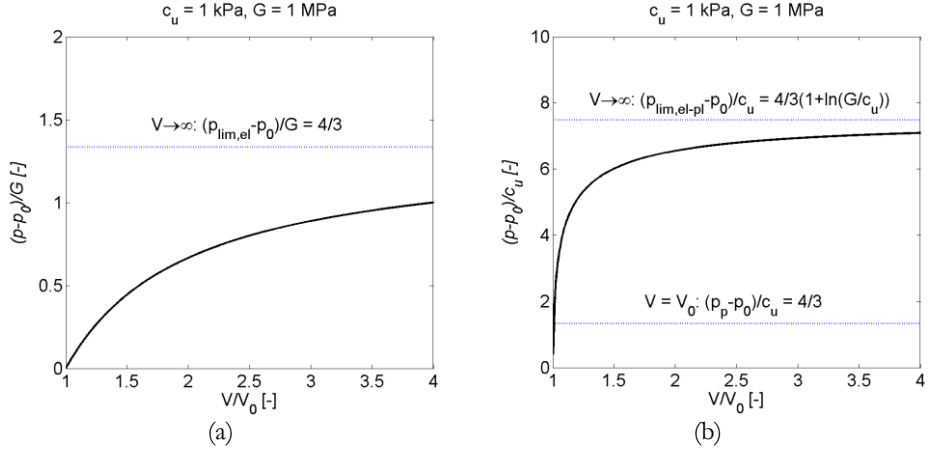 c_u = 1 kPa, G = 1 MPa
2
1.5
1
0.5
0
V→∞: (p_lim,el-p_0)/G = 4/3
(p-p_0)/G [-]
1 1.5 2 2.5 3 3.5 4
V/V_0 [-]
(a)
c_u = 1 kPa, G = 1 MPa
10
8
6
4
2
0
V→∞: (p_lim,el-pl-p_0)/c_u = 4/3(1+ln(G/c_u))
V = V_0: (p_p-p_0)/c_u = 4/3
(p-p_0)/c_u [-]
1 1.5 2 2.5 3 3.5 4
V/V_0 [-]
(b)